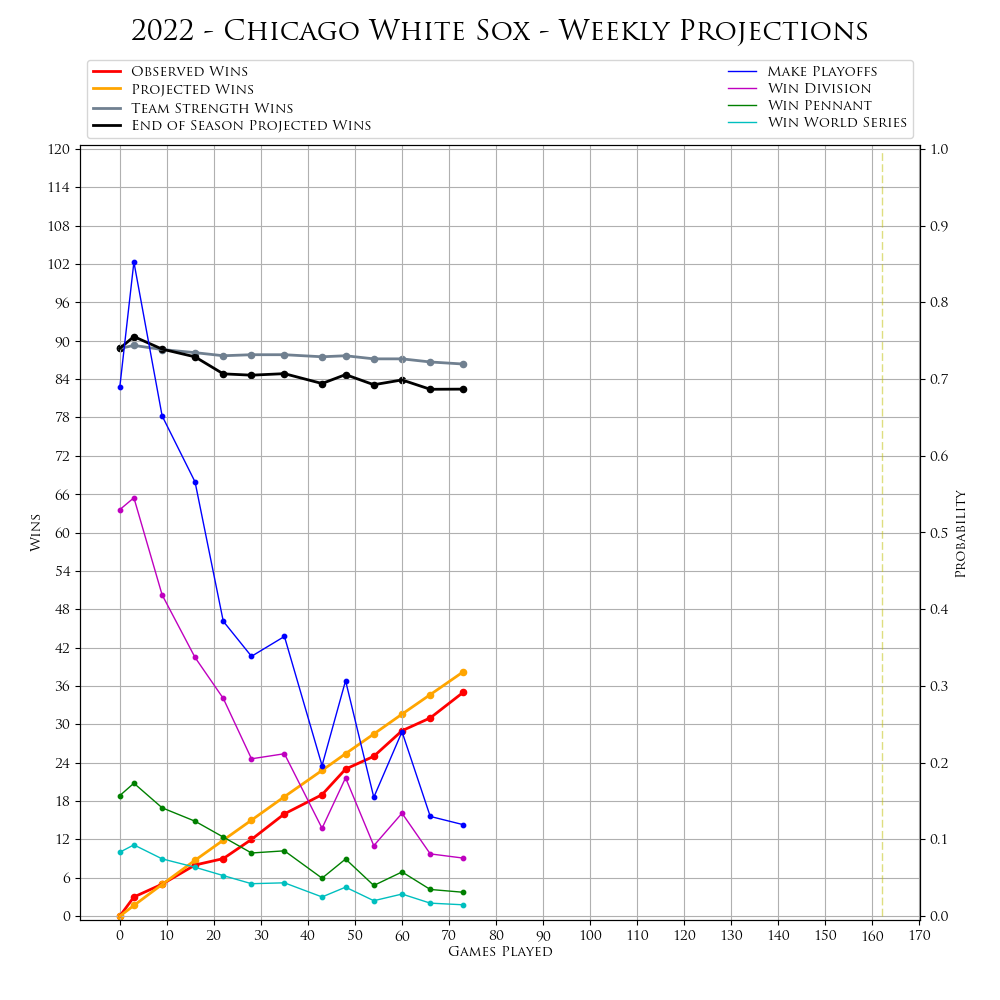 2022 - Chicago White Sox - Weekly Projections
Observed Wins
Projected Wins
Team Strength Wins
End of Season Projected Wins
Make Playoffs
Win Division
Win Pennant
Win World Series
120
114
108
102
96
90
84
78
72
66
60
54
48
42
36
30
24
18
12
6
0
Wins
1.0
0.9
0.8
0.7
0.6
0.5
0.4
0.3
0.2
0.1
0.0
Probability
0 10 20 30 40 50 60 70 80 90 100 110 120 130 140 150 160 170
Games Played